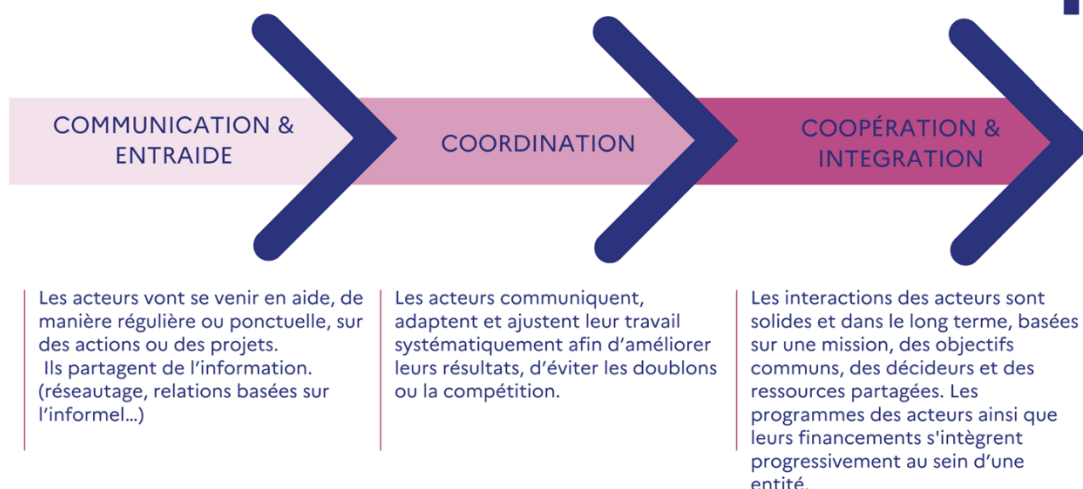 COMMUNICATION &
ENTRAIDE
COORDINATION
COOPÉRATION &
INTEGRATION
Les acteurs vont se venir en aide, de
manière régulière ou ponctuelle, sur
des actions ou des projets.
Ils partagent de l'information.
(réseautage, relations basées sur
l'informel…)
Les acteurs communiquent,
adaptent et ajustent leur travail
systématiquement afin d'améliorer
leurs résultats, d'éviter les doublons
ou la compétition.
Les interactions des acteurs sont
solides et dans le long terme, basées
sur une mission, des objectifs
communs, des décideurs et des
ressources partagées. Les
programmes des acteurs ainsi que
leurs financements s'intègrent
progressivement au sein d'une
entité.